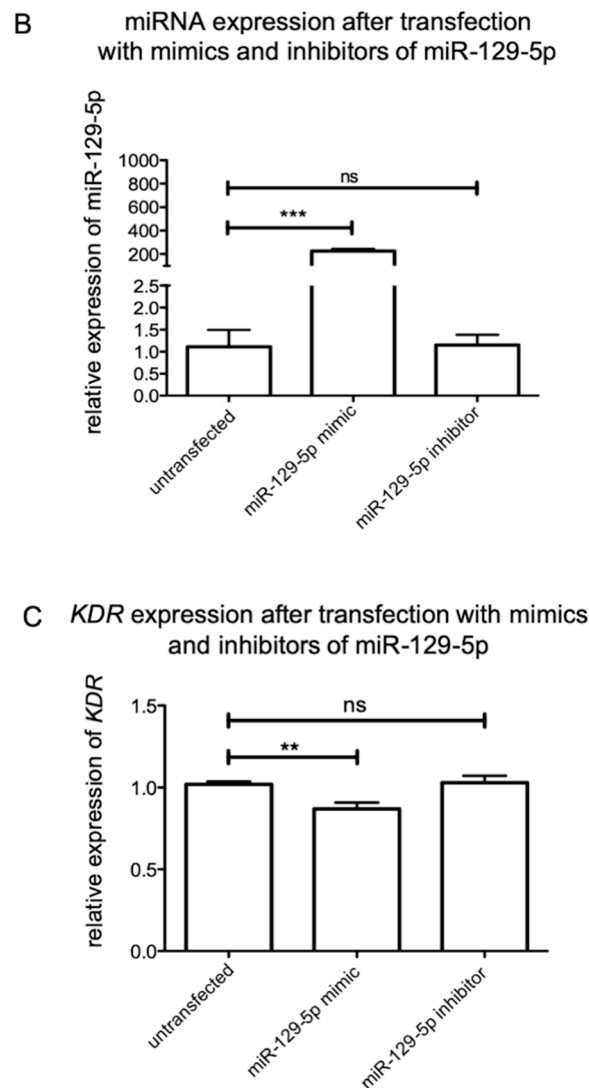 B
miRNA expression after transfection
with mimics and inhibitors of miR-129-5p
relative expression of miR-129-5p
1000
800
600
400
200
2.5
2.0
1.5
1.0
0.5
0.0
ns
***
untransfected
miR-129-5p mimic
miR-129-5p inhibitor
C
KDR expression after transfection with mimics
and inhibitors of miR-129-5p
relative expression of KDR
1.5
1.0
0.5
0.0
ns
**
untransfected
miR-129-5p mimic
miR-129-5p inhibitor